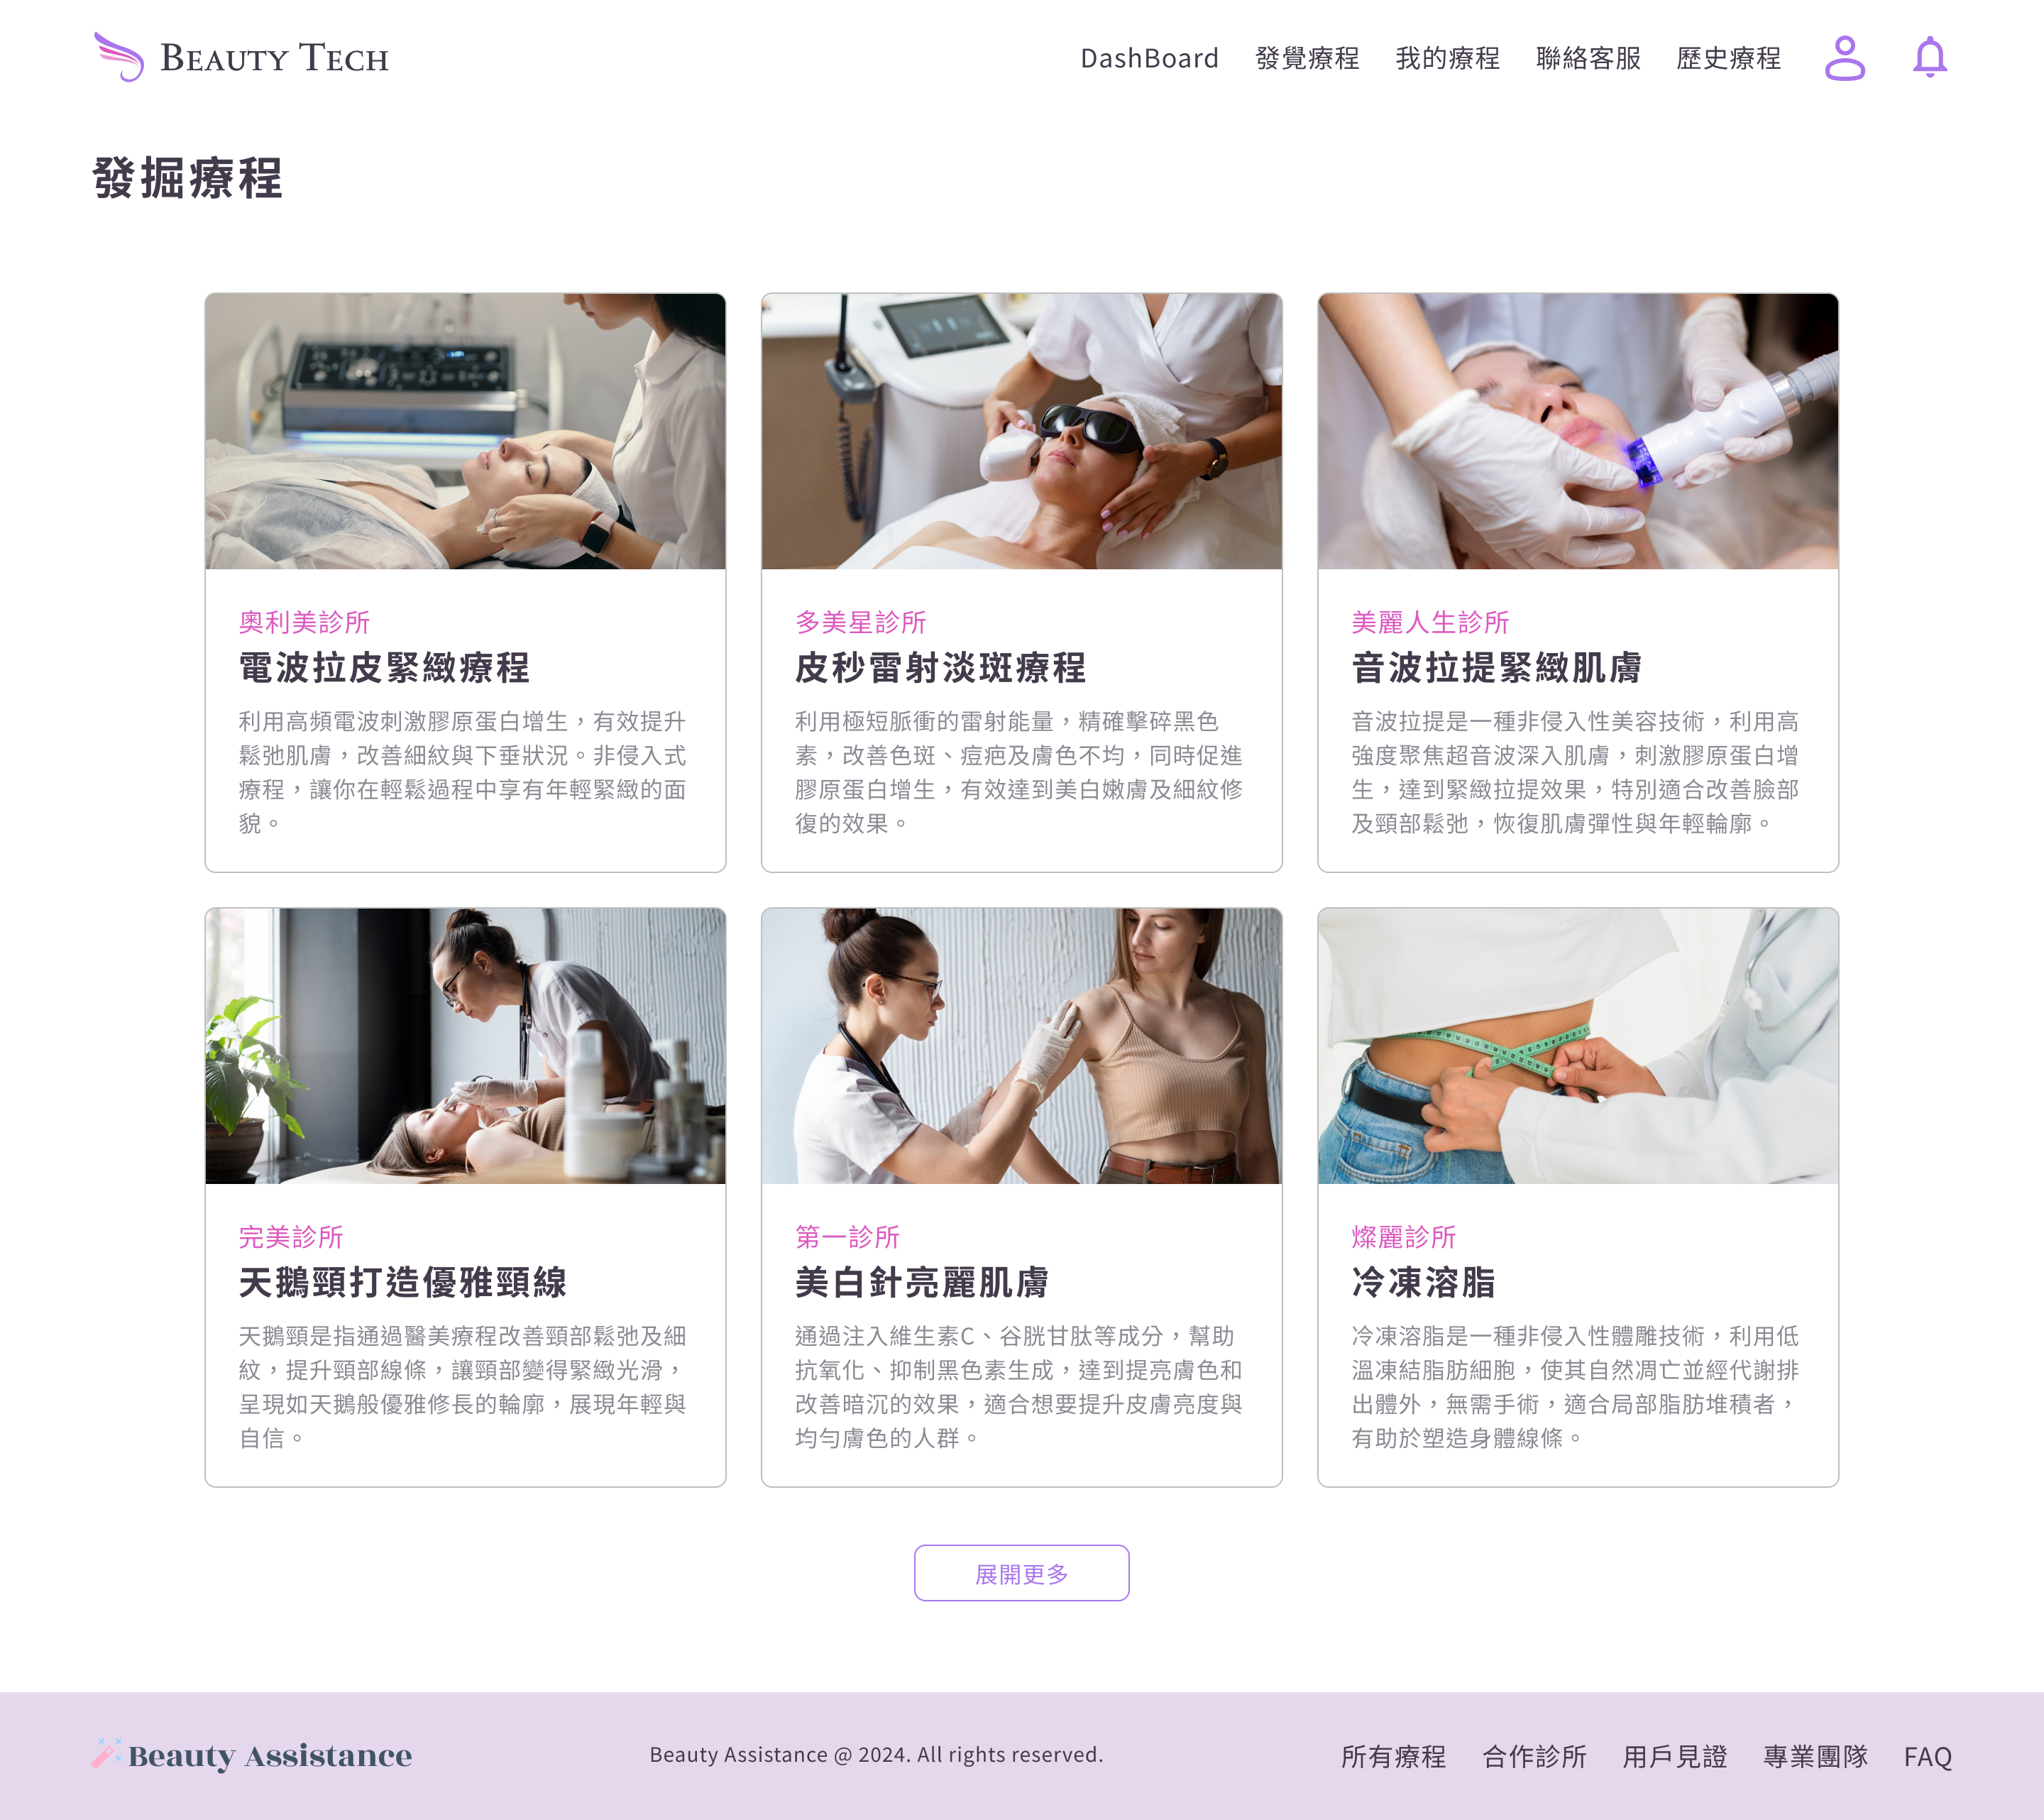 BEAUTY TECH
DashBoard 發覺療程 我的療程 聯絡客服 歷史療程
發掘療程
奧利美診所
電波拉皮緊緻療程
利用高頻電波刺激膠原蛋白增生，有效提升
鬆弛肌膚，改善細紋與下垂狀況。非侵入式
療程，讓你在輕鬆過程中享有年輕緊緻的面
貌。
多美星診所
皮秒雷射淡斑療程
利用極短脈衝的雷射能量，精確擊碎黑色
素，改善色斑、痘疤及膚色不均，同時促進
膠原蛋白增生，有效達到美白嫩膚及細紋修
復的效果。
美麗人生診所
音波拉提緊緻肌膚
音波拉提是一種非侵入性美容技術，利用高
強度聚焦超音波深入肌膚，刺激膠原蛋白增
生，達到緊緻拉提效果，特別適合改善臉部
及頸部鬆弛，恢復肌膚彈性與年輕輪廓。
完美診所
天鵝頸打造優雅頸線
天鵝頸是指通過醫美療程改善頸部鬆弛及細
紋，提升頸部線條，讓頸部變得緊緻光滑，
呈現如天鵝般優雅修長的輪廓，展現年輕與
自信。
第一診所
美白針亮麗肌膚
通過注入維生素C、谷胱甘肽等成分，幫助
抗氧化、抑制黑色素生成，達到提亮膚色和
改善暗沉的效果，適合想要提升皮膚亮度與
均勻膚色的人群。
燦麗診所
冷凍溶脂
冷凍溶脂是一種非侵入性體雕技術，利用低
溫凍結脂肪細胞，使其自然凋亡並經代謝排
出體外，無需手術，適合局部脂肪堆積者，
有助於塑造身體線條。
展開更多
Beauty Assistance
Beauty Assistance @ 2024. All rights reserved.
所有療程 合作診所 用戶見證 專業團隊 FAQ